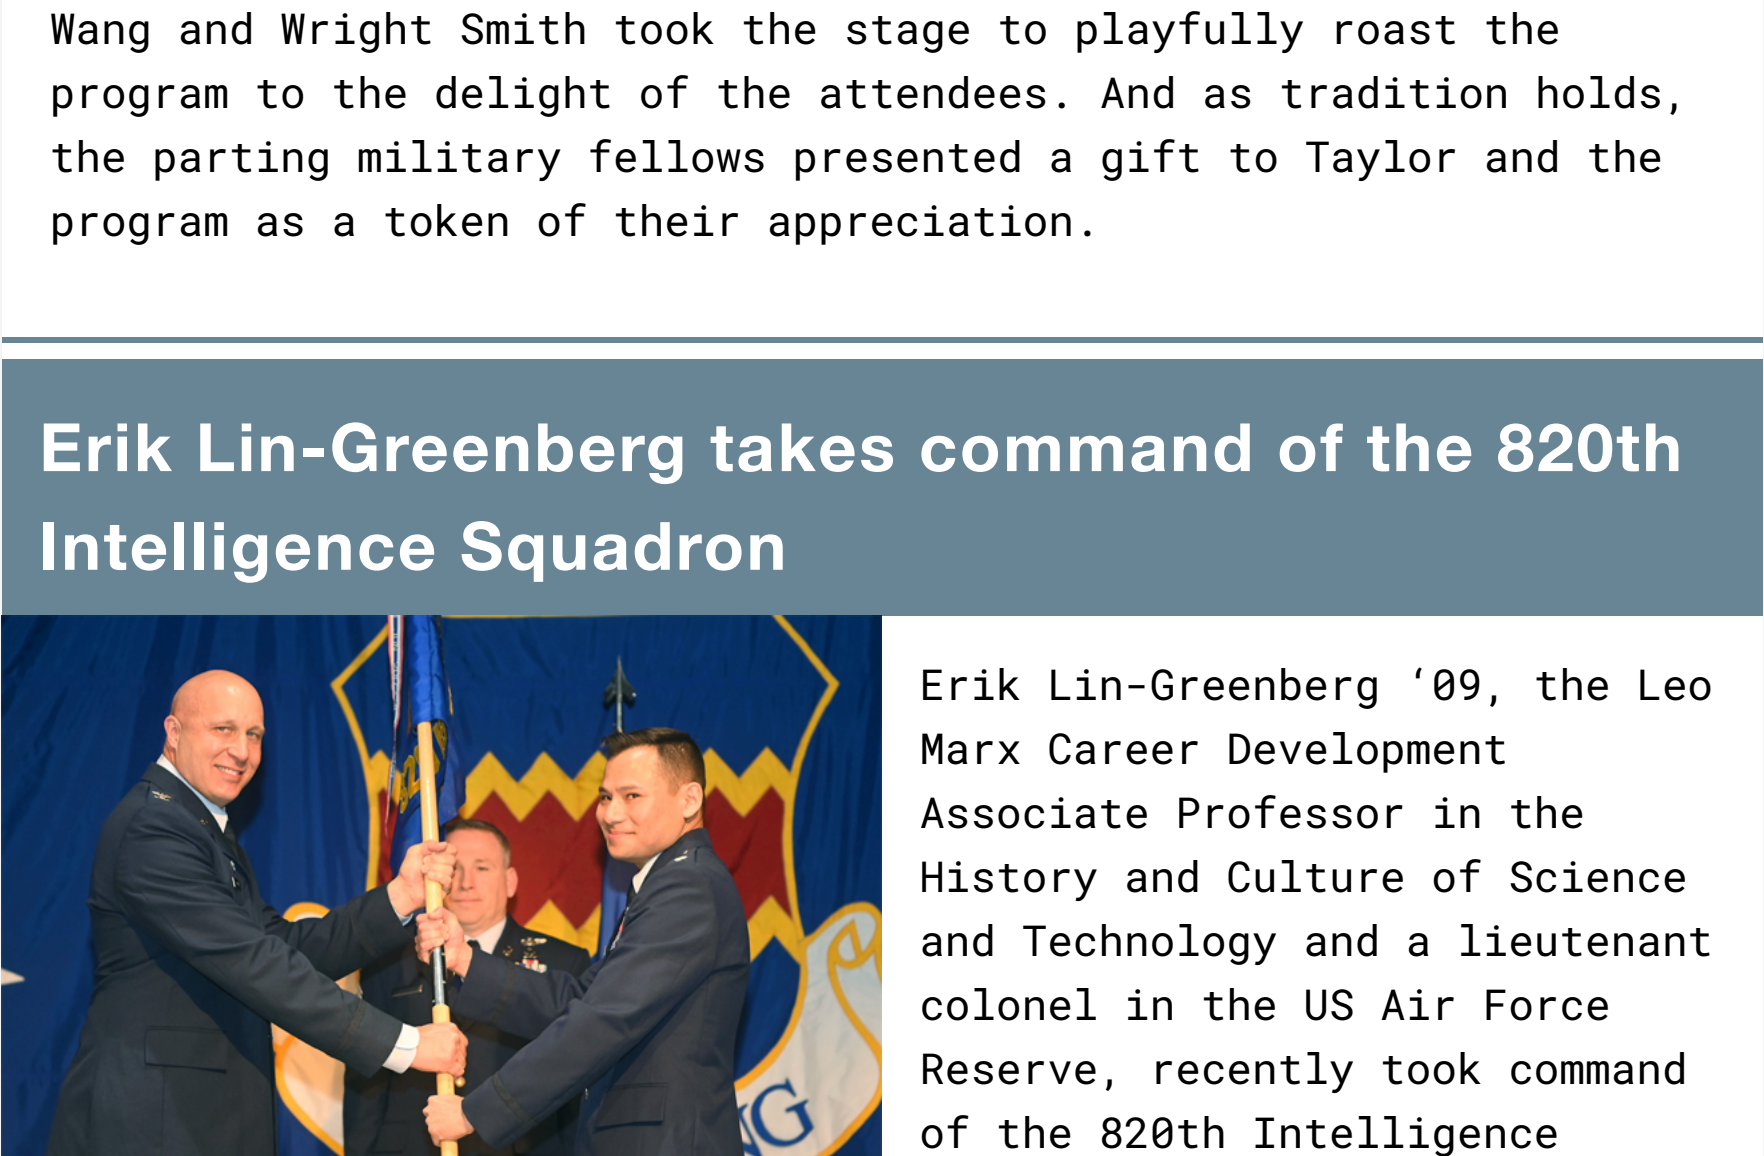 Wang and Wright Smith took the stage to playfully roast the
program to the delight of the attendees. And as tradition holds,
the parting military fellows presented a gift to Taylor and the
program as a token of their appreciation.
Erik Lin-Greenberg takes command of the 820th
Intelligence Squadron
Erik Lin-Greenberg ‘09, the Leo
Marx Career Development
Associate Professor in the
History and Culture of Science
and Technology and a lieutenant
colonel in the US Air Force
Reserve, recently took command
of the 820th Intelligence
NG